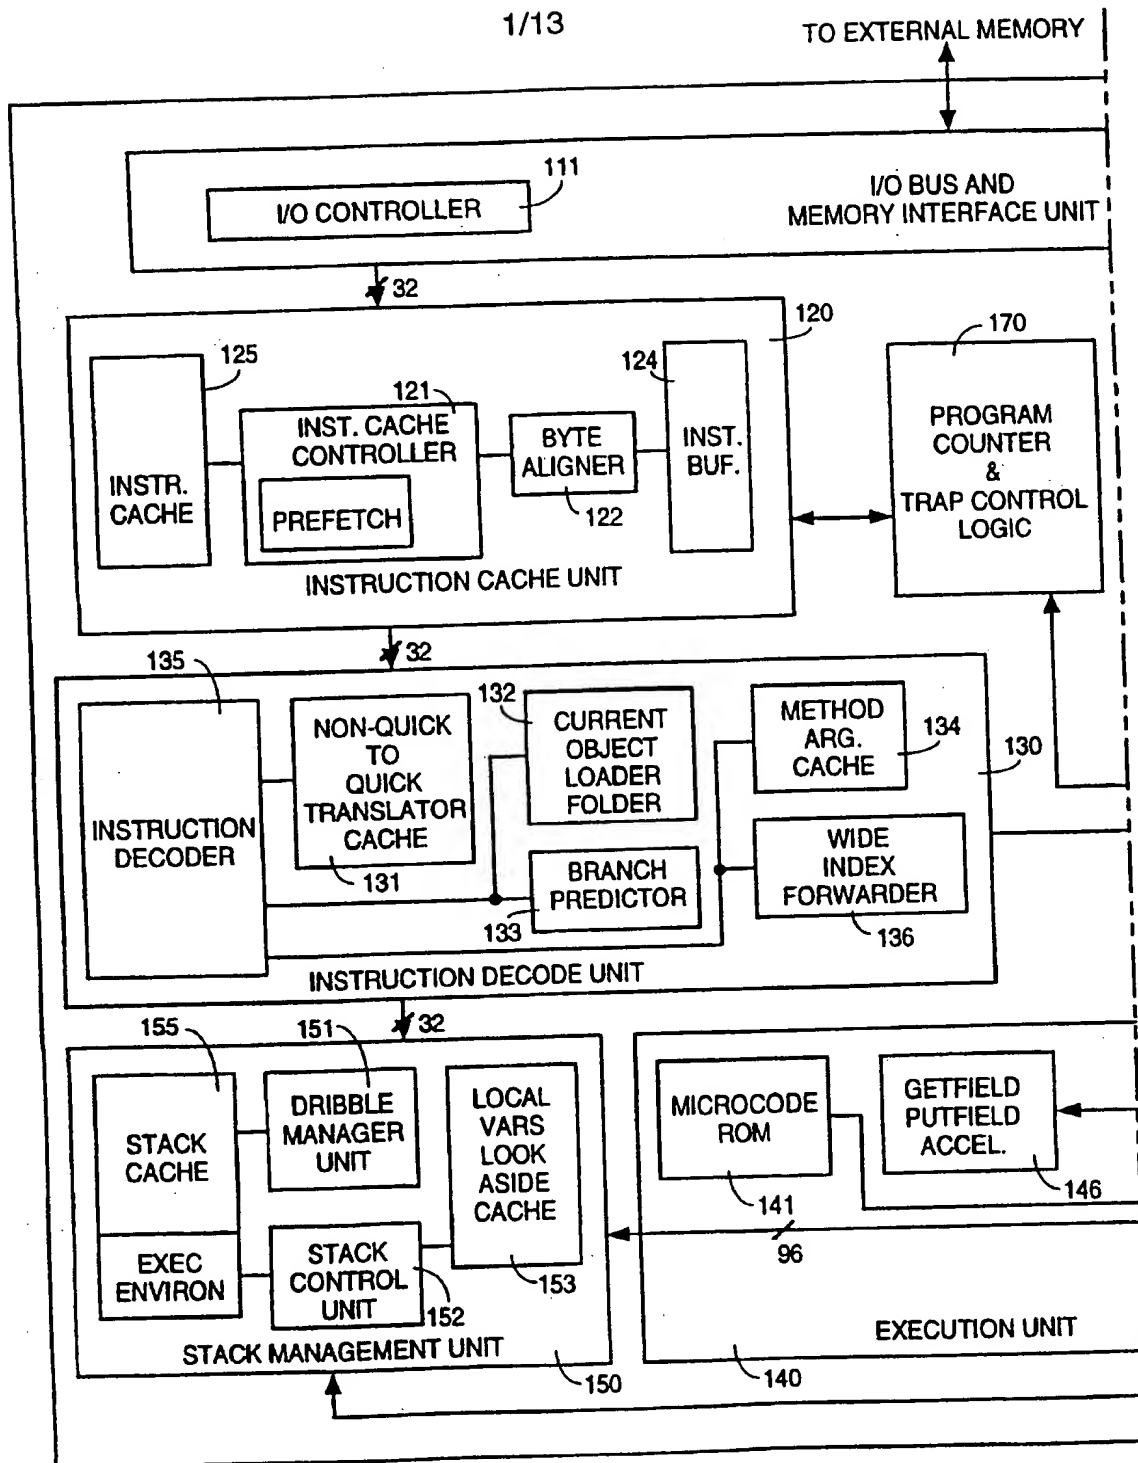 1/13
TO EXTERNAL MEMORY
111
I/O CONTROLLER
I/O BUS AND
MEMORY INTERFACE UNIT
32
120
170
125
INSTR.
CACHE
121
INST. CACHE
CONTROLLER
PREFETCH
BYTE
ALIGNER
122
124
INST.
BUF.
INSTRUCTION CACHE UNIT
PROGRAM
COUNTER
&
TRAP CONTROL
LOGIC
32
135
INSTRUCTION
DECODER
NON-QUICK
TO
QUICK
TRANSLATOR
CACHE
131
132
CURRENT
OBJECT
LOADER
FOLDER
BRANCH
PREDICTOR
133
METHOD
ARG.
CACHE
134
130
WIDE
INDEX
FORWARDER
136
INSTRUCTION DECODE UNIT
32
155
STACK
CACHE
EXEC
ENVIRON
151
DRIBBLE
MANAGER
UNIT
STACK
CONTROL
UNIT
152
LOCAL
VARS
LOOK
ASIDE
CACHE
153
STACK MANAGEMENT UNIT
150
MICROCODE
ROM
141
GETFIELD
PUTFIELD
ACCEL.
146
96
EXECUTION UNIT
140